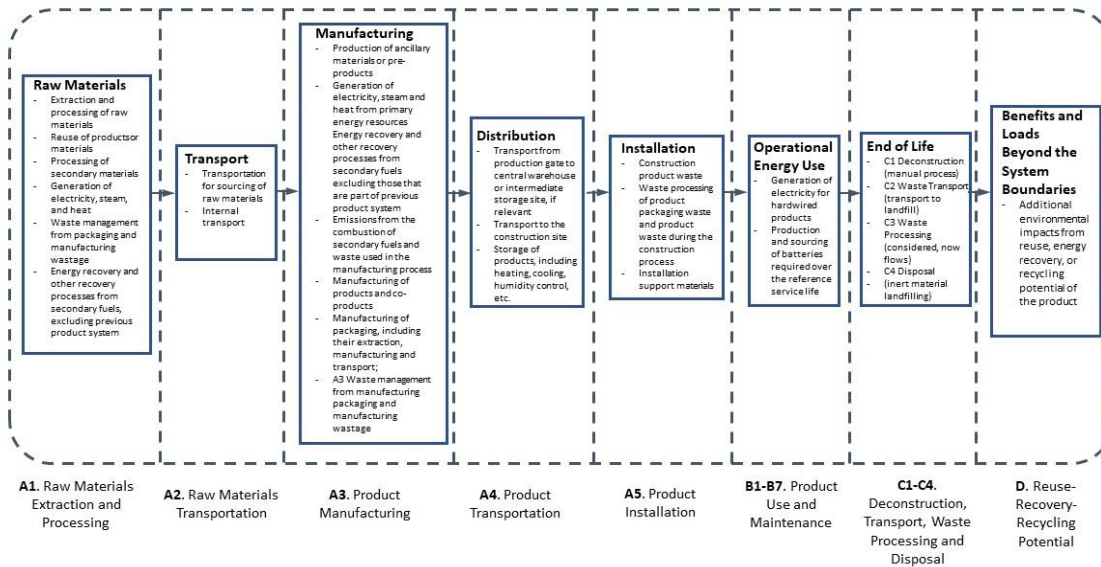 Raw Materials
- Extraction and
processing of raw
materials
- Reuse of productsor
materials
- Processing of
secondary materials
- Generation of
electricity, steam,
and heat
- Waste management
from packaging and
manufacturing
wastage
- Energy recovery and
other recovery
processes from
secondary fuels,
excluding previous
product system
Transport
- Transportation
for sourcing of
raw materials
- Internal
transport
Manufacturing
- Production of ancillary
materials or pre-
products
- Generation of
electricity, steam and
heat from primary
energy resources
Energy recovery and
other recovery
processes from
secondary fuels
excluding those that
are part of previous
product system
- Emissions from the
combustion of
secondary fuels and
waste used in the
manufacturing process
- Manufacturing of
products and co-
products
- Manufacturing of
packaging, including
their extraction,
manufacturing and
transport;
- A3 Waste management
from manufacturing
packaging and
manufacturing
wastage
Distribution
- Transport from
production gate to
central warehouse
or intermediate
storage site, if
relevant
- Transport to the
construction site
- Storage of
products, including
heating, cooling,
humidity control,
etc.
Installation
- Construction
product waste
- Waste processing
of product
packaging waste
and product
waste during the
construction
process
- Installation
support materials
Operational
Energy Use
- Generation of
electricity for
hardwired
products
- Production and
sourcing of
batteries
required over
the reference
service life
End of Life
- C1 Deconstruction
(manual process)
- C2 Waste Transport
(transport to
landfill)
- C3 Waste
Processing
(considered, now
flows)
- C4 Disposal
- (inert material
landfilling)
Benefits and
Loads
Beyond the
System
Boundaries
- Additional
environmental
impacts from
reuse, energy
recovery, or
recycling
potential of
the product
A1. Raw Materials
Extraction and
Processing
A2. Raw Materials
Transportation
A3. Product
Manufacturing
A4. Product
Transportation
A5. Product
Installation
B1-B7. Product
Use and
Maintenance
C1-C4.
Deconstruction,
Transport, Waste
Processing and
Disposal
D. Reuse-
Recovery-
Recycling
Potential